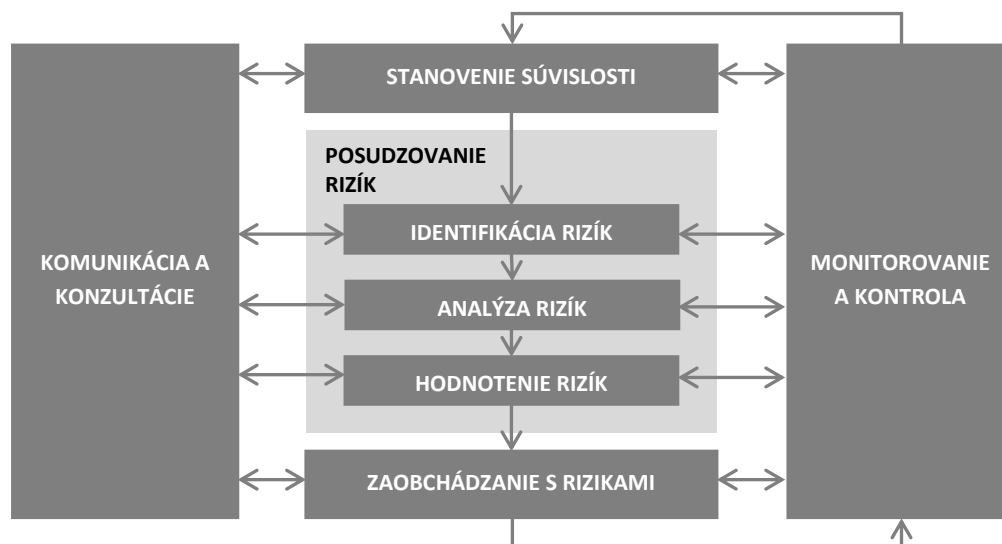 STANOVENIE SÚVISLOSTI
POSUDZOVANIE
RIZÍK
IDENTIFIKÁCIA RIZÍK
KOMUNIKÁCIA A
KONZULTÁCIE
MONITOROVANIE
A KONTROLA
ANALÝZA RIZÍK
HODNOTENIE RIZÍK
ZAOBCHÁDZANIE S RIZIKAMI